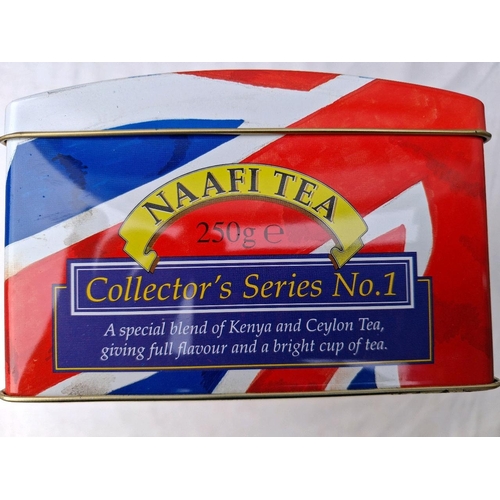 NAAFI TEA
250g ℮
Collector's Series No.1
A special blend of Kenya and Ceylon Tea,
giving full flavour and a bright cup of tea.